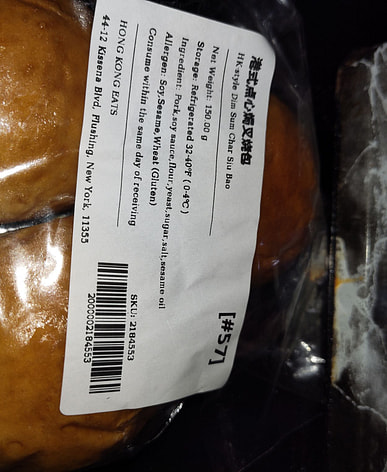 港式点心焗叉烧包
HK-style Dim Sum Char Siu Bao
Net Weight: 150.00 g
Storage: Refrigerated 32-40°F ( 0-4°C)
Ingredient: Pork,soy sauce,flour,yeast,sugar,salt,sesame oil
Allergen: Soy,Sesame,Wheat (Gluten)
Consume within the same day of receiving
HONG KONG EATS
44-12 Kissena Blvd, Flushing, New York, 11355
[#57]
SKU: 2184553
2000002184553